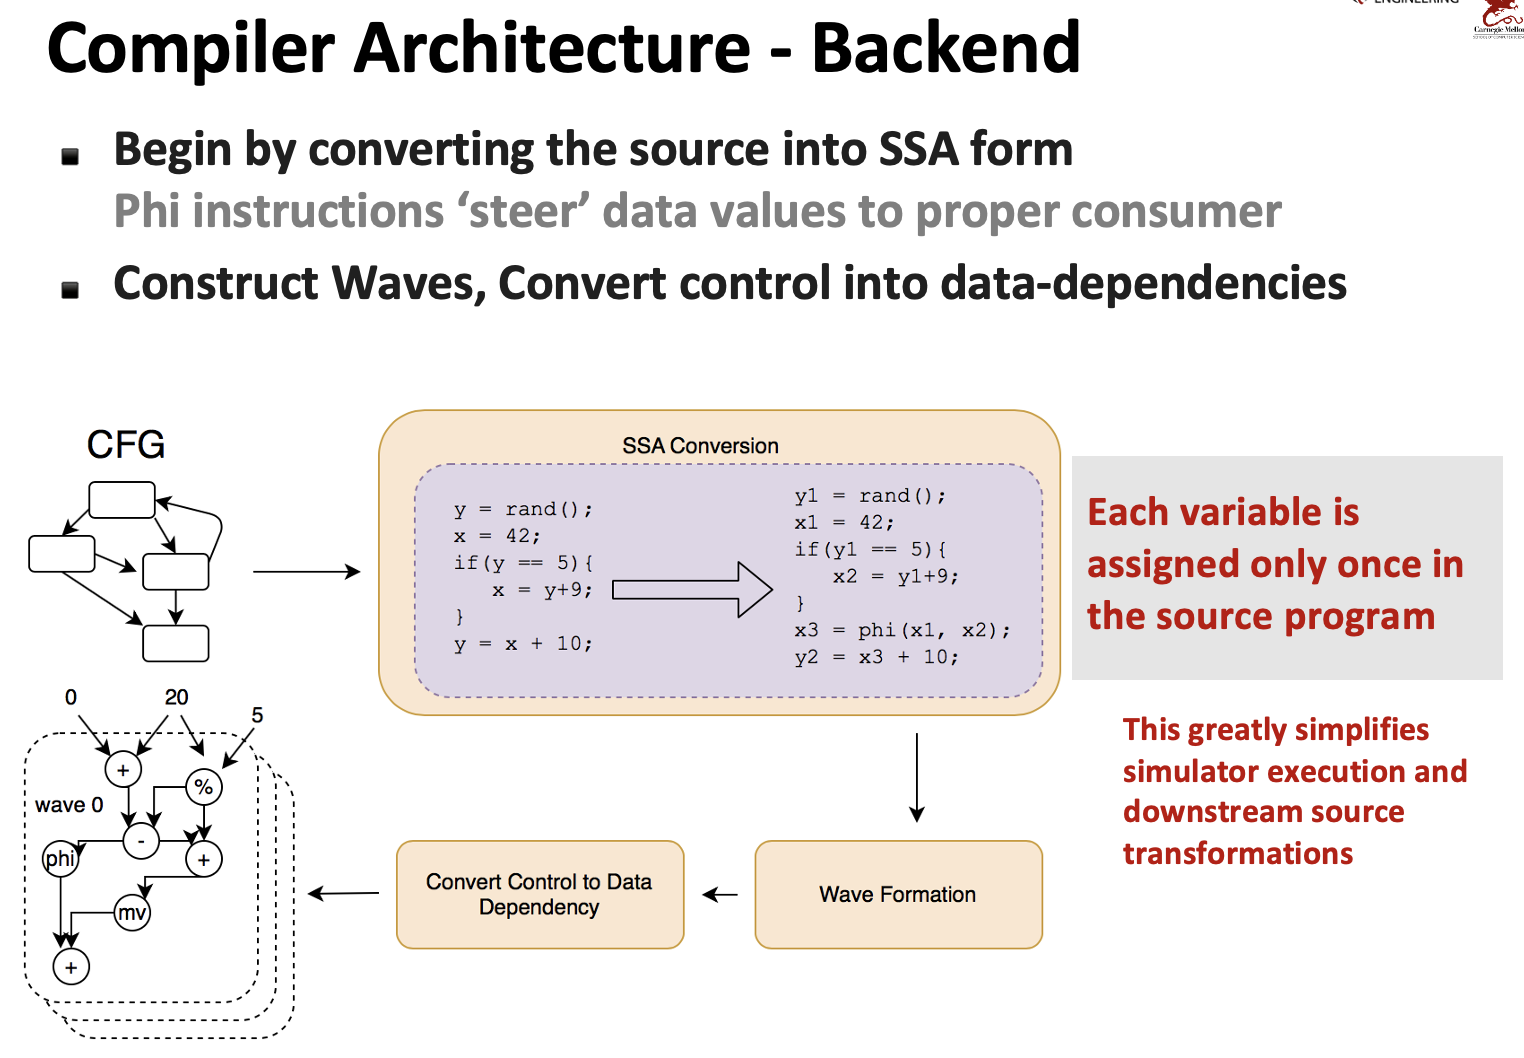 ENGINEERING
Carnegie Mellon
Compiler Architecture - Backend
Begin by converting the source into SSA form
Phi instructions ‘steer’ data values to proper consumer
Construct Waves, Convert control into data-dependencies
CFG
SSA Conversion
y = rand();
x = 42;
if(y == 5){
x = y+9;
}
y = x + 10;
y1 = rand();
x1 = 42;
if(y1 == 5){
x2 = y1+9;
}
x3 = phi(x1, x2);
y2 = x3 + 10;
Each variable is
assigned only once in
the source program
This greatly simplifies
simulator execution and
downstream source
transformations
0
20
5
+
%
wave 0
-
phi
+
mv
+
Convert Control to Data
Dependency
Wave Formation